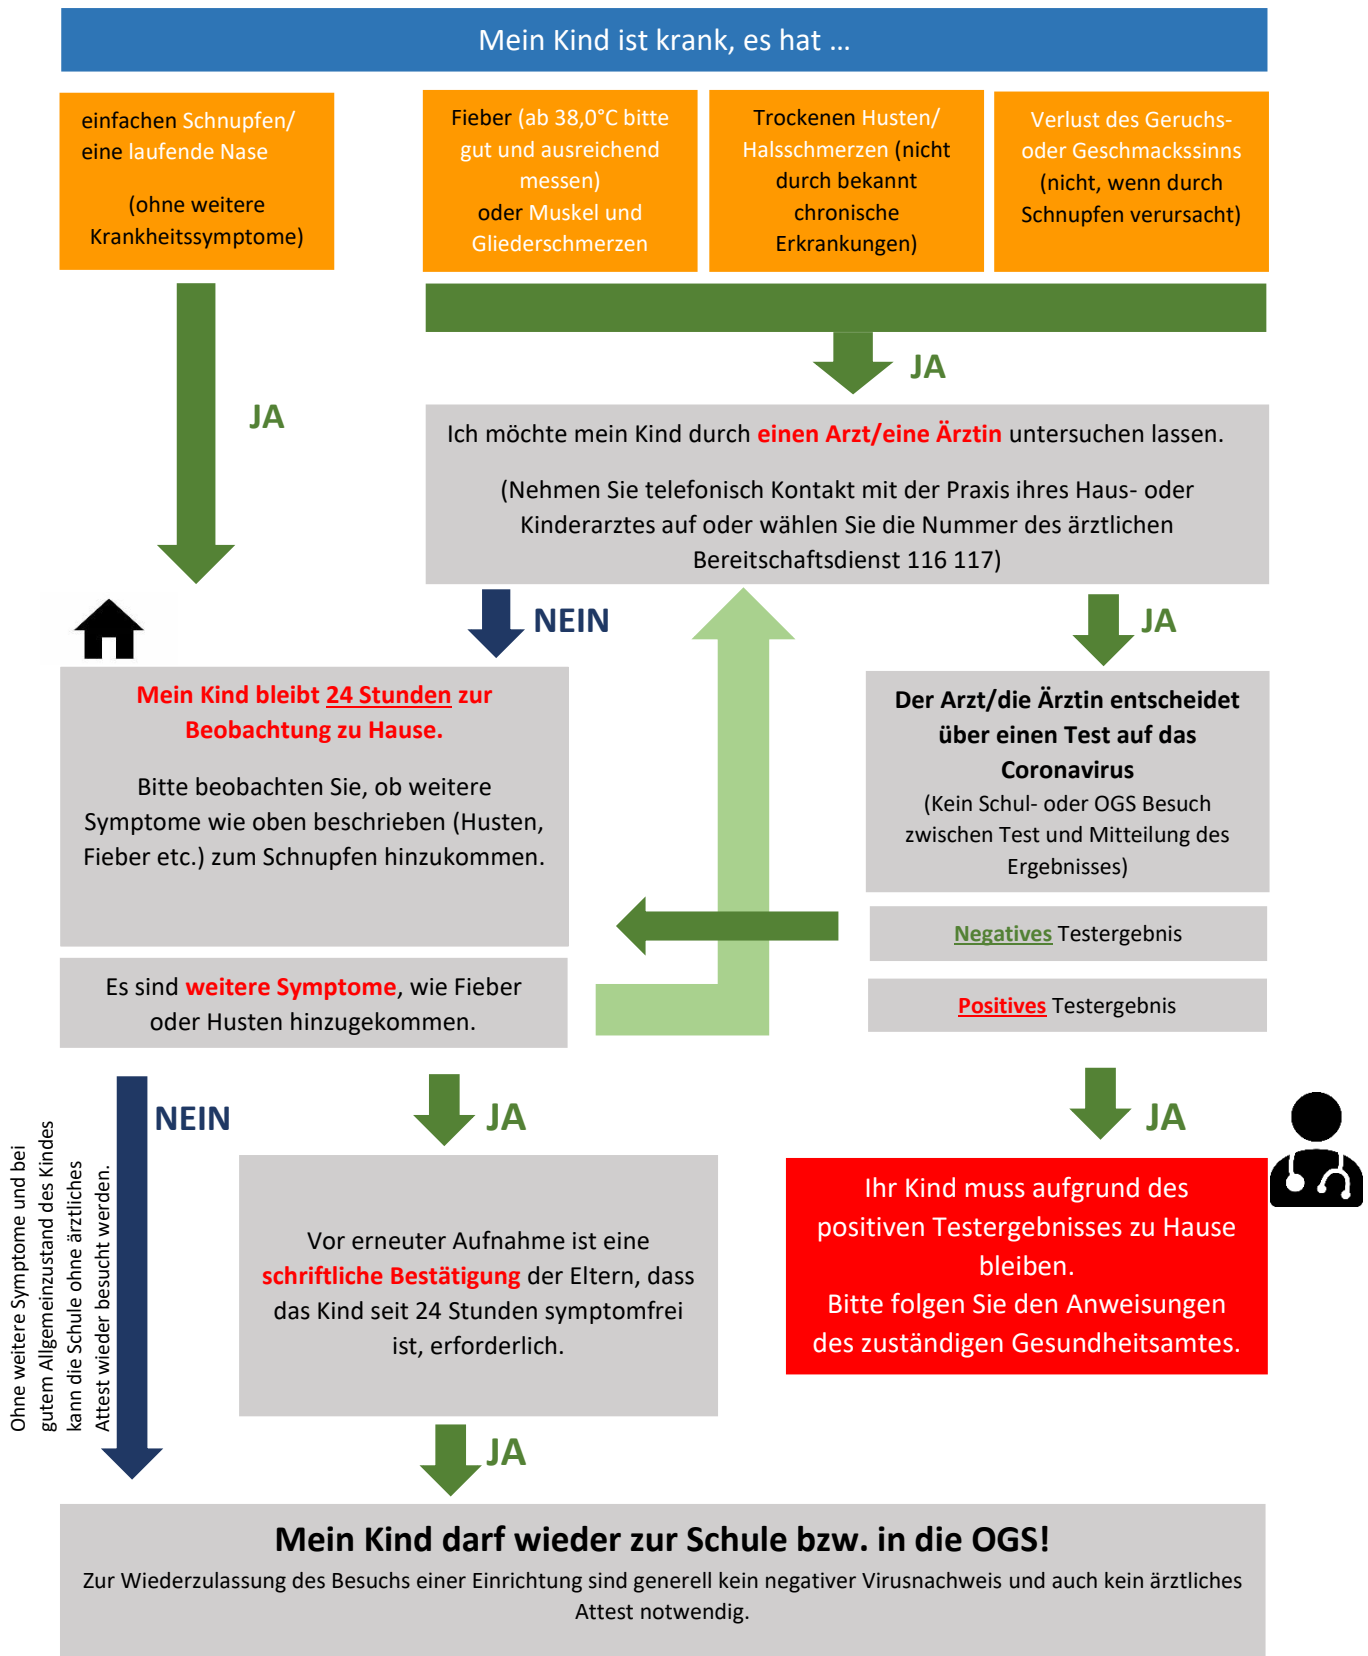 Mein Kind ist krank, es hat ...
einfachen Schnupfen/
eine laufende Nase
(ohne weitere
Krankheitssymptome)
Fieber (ab 38,0°C bitte
gut und ausreichend
messen)
oder Muskel und
Gliederschmerzen
Trockenen Husten/
Halsschmerzen (nicht
durch bekannt
chronische
Erkrankungen)
Verlust des Geruchs-
oder Geschmackssinns
(nicht, wenn durch
Schnupfen verursacht)
JA
JA
Ich möchte mein Kind durch einen Arzt/eine Ärztin untersuchen lassen.
(Nehmen Sie telefonisch Kontakt mit der Praxis ihres Haus- oder
Kinderarztes auf oder wählen Sie die Nummer des ärztlichen
Bereitschaftsdienst 116 117)
NEIN
JA
Mein Kind bleibt 24 Stunden zur
Beobachtung zu Hause.
Bitte beobachten Sie, ob weitere
Symptome wie oben beschrieben (Husten,
Fieber etc.) zum Schnupfen hinzukommen.
Der Arzt/die Ärztin entscheidet
über einen Test auf das
Coronavirus
(Kein Schul- oder OGS Besuch
zwischen Test und Mitteilung des
Ergebnisses)
Negatives Testergebnis
Positives Testergebnis
Es sind weitere Symptome, wie Fieber
oder Husten hinzugekommen.
NEIN
JA
JA
Ohne weitere Symptome und bei
gutem Allgemeinzustand des Kindes
kann die Schule ohne ärztliches
Attest wieder besucht werden.
Vor erneuter Aufnahme ist eine
schriftliche Bestätigung der Eltern, dass
das Kind seit 24 Stunden symptomfrei
ist, erforderlich.
Ihr Kind muss aufgrund des
positiven Testergebnisses zu Hause
bleiben.
Bitte folgen Sie den Anweisungen
des zuständigen Gesundheitsamtes.
JA
Mein Kind darf wieder zur Schule bzw. in die OGS!
Zur Wiederzulassung des Besuchs einer Einrichtung sind generell kein negativer Virusnachweis und auch kein ärztliches
Attest notwendig.